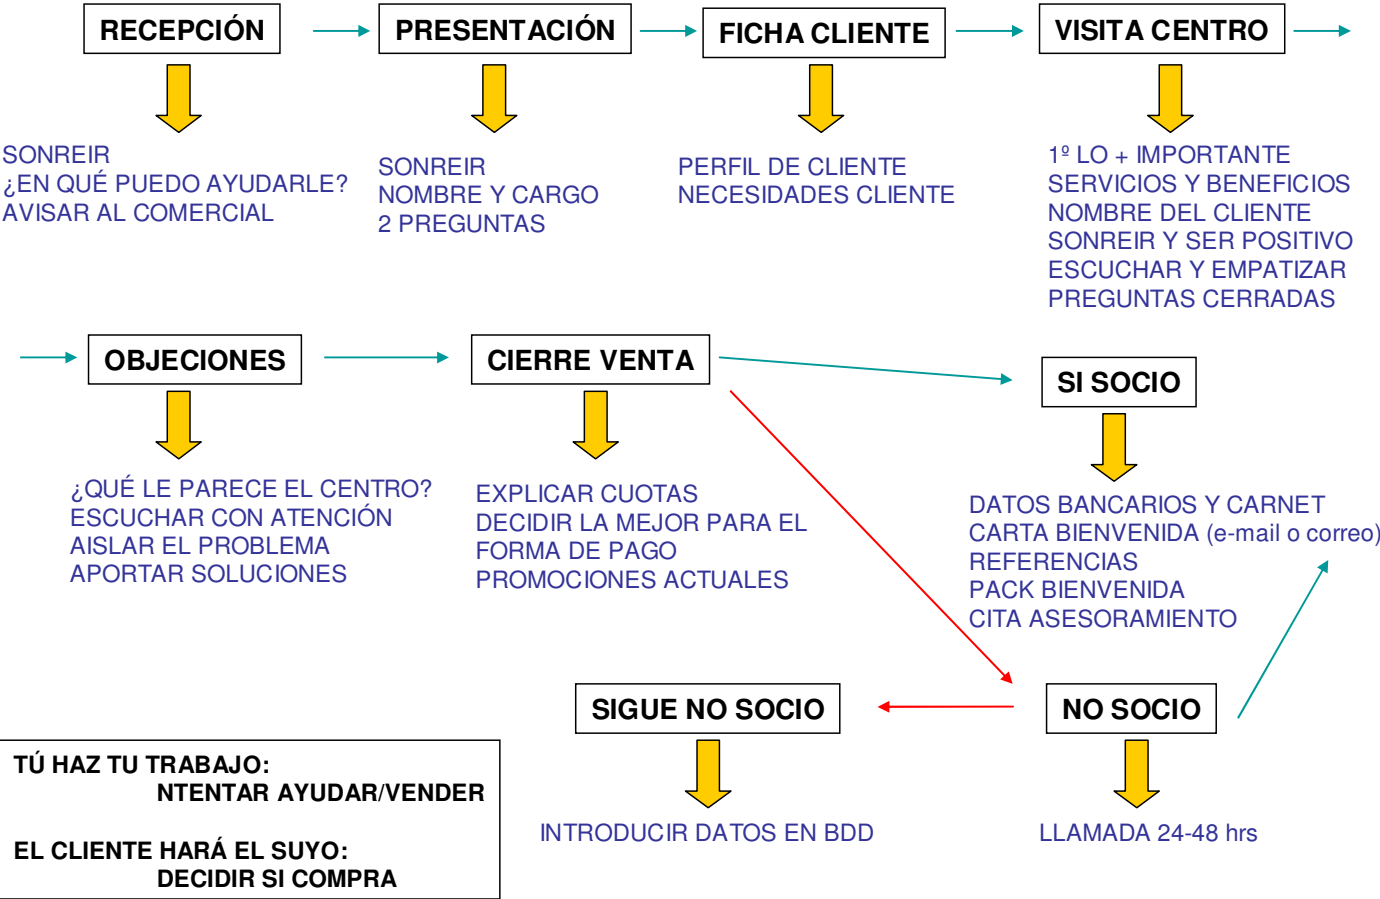 RECEPCIÓN
PRESENTACIÓN
FICHA CLIENTE
VISITA CENTRO
SONREIR
¿EN QUÉ PUEDO AYUDARLE?
AVISAR AL COMERCIAL
SONREIR
NOMBRE Y CARGO
2 PREGUNTAS
PERFIL DE CLIENTE
NECESIDADES CLIENTE
1º LO + IMPORTANTE
SERVICIOS Y BENEFICIOS
NOMBRE DEL CLIENTE
SONREIR Y SER POSITIVO
ESCUCHAR Y EMPATIZAR
PREGUNTAS CERRADAS
OBJECIONES
CIERRE VENTA
SI SOCIO
¿QUÉ LE PARECE EL CENTRO?
ESCUCHAR CON ATENCIÓN
AISLAR EL PROBLEMA
APORTAR SOLUCIONES
EXPLICAR CUOTAS
DECIDIR LA MEJOR PARA EL
FORMA DE PAGO
PROMOCIONES ACTUALES
DATOS BANCARIOS Y CARNET
CARTA BIENVENIDA (e-mail o correo)
REFERENCIAS
PACK BIENVENIDA
CITA ASESORAMIENTO
SIGUE NO SOCIO
NO SOCIO
INTRODUCIR DATOS EN BDD
LLAMADA 24-48 hrs
TÚ HAZ TU TRABAJO:
NTENTAR AYUDAR/VENDER
EL CLIENTE HARÁ EL SUYO:
DECIDIR SI COMPRA